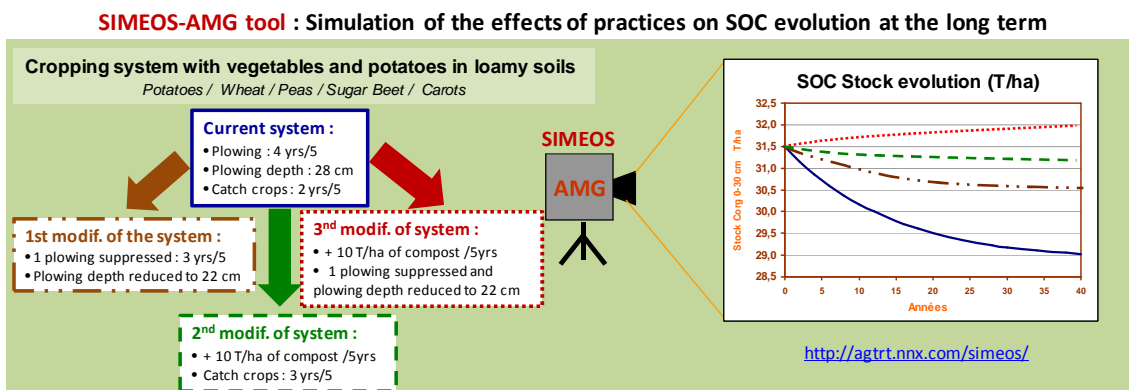 SIMEOS-AMG tool : Simulation of the effects of practices on SOC evolution at the long term
Cropping system with vegetables and potatoes in loamy soils
Potatoes / Wheat / Peas / Sugar Beet / Carots
Current system :
• Plowing : 4 yrs/5
• Plowing depth : 28 cm
• Catch crops : 2 yrs/5
1st modif. of the system :
• 1 plowing suppressed : 3 yrs/5
• Plowing depth reduced to 22 cm
3nd modif. of system :
• + 10 T/ha of compost /5yrs
• 1 plowing suppressed and
plowing depth reduced to 22 cm
2nd modif. of system :
• + 10 T/ha of compost /5yrs
• Catch crops : 3 yrs/5
SIMEOS
AMG
SOC Stock evolution (T/ha)
Stock Corg 0-30 cm T/ha
32,5
32,0
31,5
31,0
30,5
30,0
29,5
29,0
28,5
0 5 10 15 20 25 30 35 40
Années
http://agtrt.nnx.com/simeos/